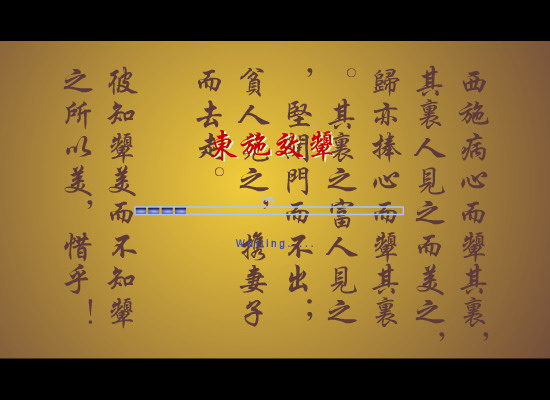 西施病心而顰其裏，
其裏人見之而美之，
歸亦捧心而顰其裏
。其裏之富人見之
，堅閉門而不出；
貧人見之，攜妻子
而去走。
彼知顰美而不知顰
之所以美，惜乎！
東施效顰
Waiting......